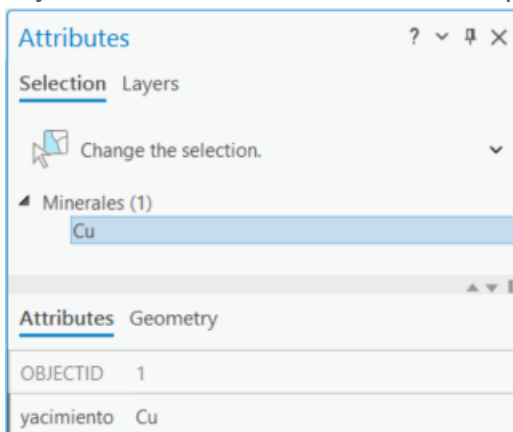 Attributes
Selection Layers
Change the selection.
Minerales (1)
Cu
Attributes Geometry
OBJECTID 1
yacimiento Cu